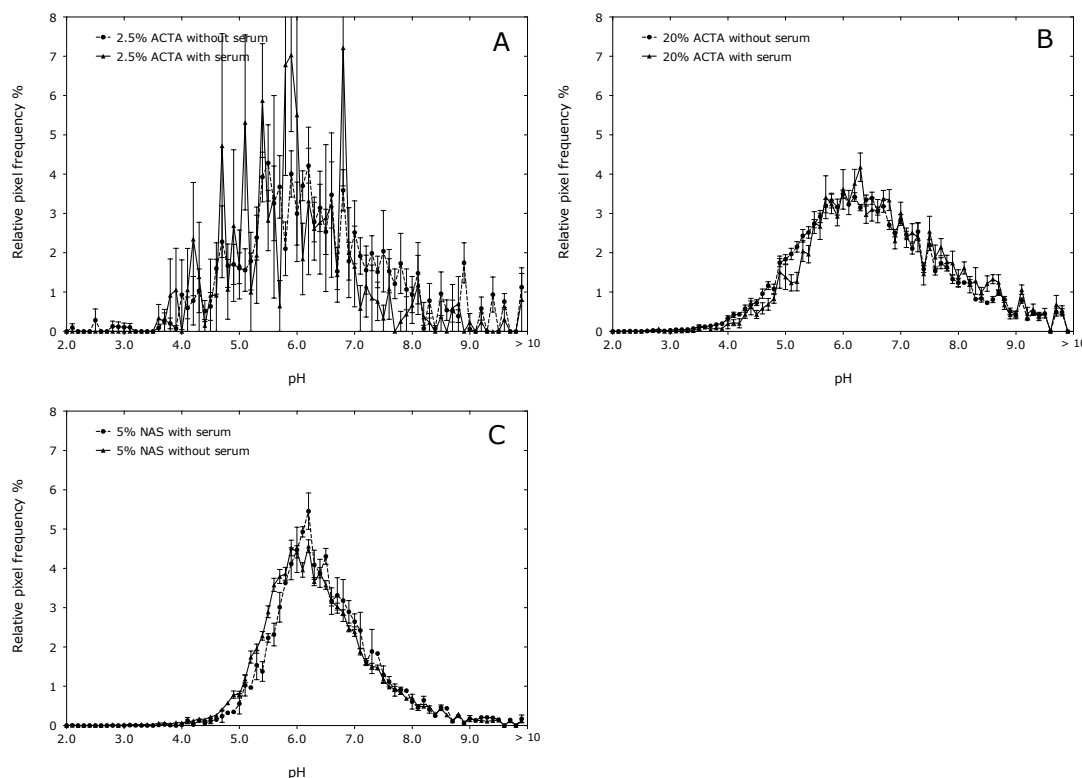 A
2.5% ACTA without serum
2.5% ACTA with serum
Relative pixel frequency %
8
7
6
5
4
3
2
1
0
2.0 3.0 4.0 5.0 6.0 7.0 8.0 9.0 > 10
pH
B
20% ACTA without serum
20% ACTA with serum
Relative pixel frequency %
8
7
6
5
4
3
2
1
0
2.0 3.0 4.0 5.0 6.0 7.0 8.0 9.0 > 10
pH
C
5% NAS with serum
5% NAS without serum
Relative pixel frequency %
8
7
6
5
4
3
2
1
0
2.0 3.0 4.0 5.0 6.0 7.0 8.0 9.0 > 10
pH